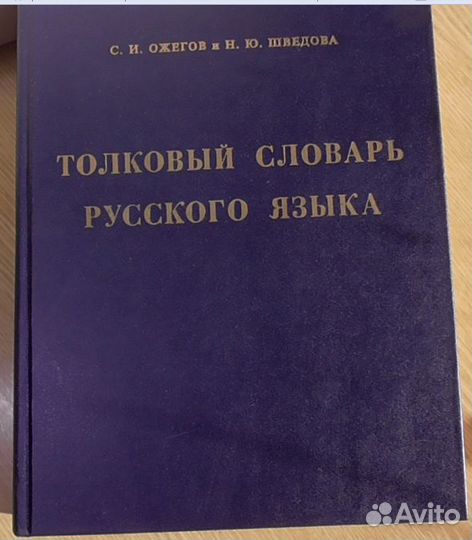 С. И. ОЖЕГОВ и Н. Ю. ШВЕДОВА
ТОЛКОВЫЙ СЛОВАРЬ
РУССКОГО ЯЗЫКА
Avito